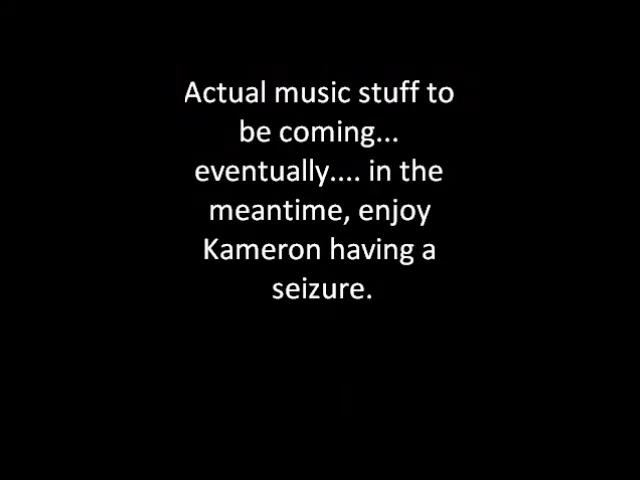 Actual music stuff to
be coming...
eventually.... in the
meantime, enjoy
Kameron having a
seizure.